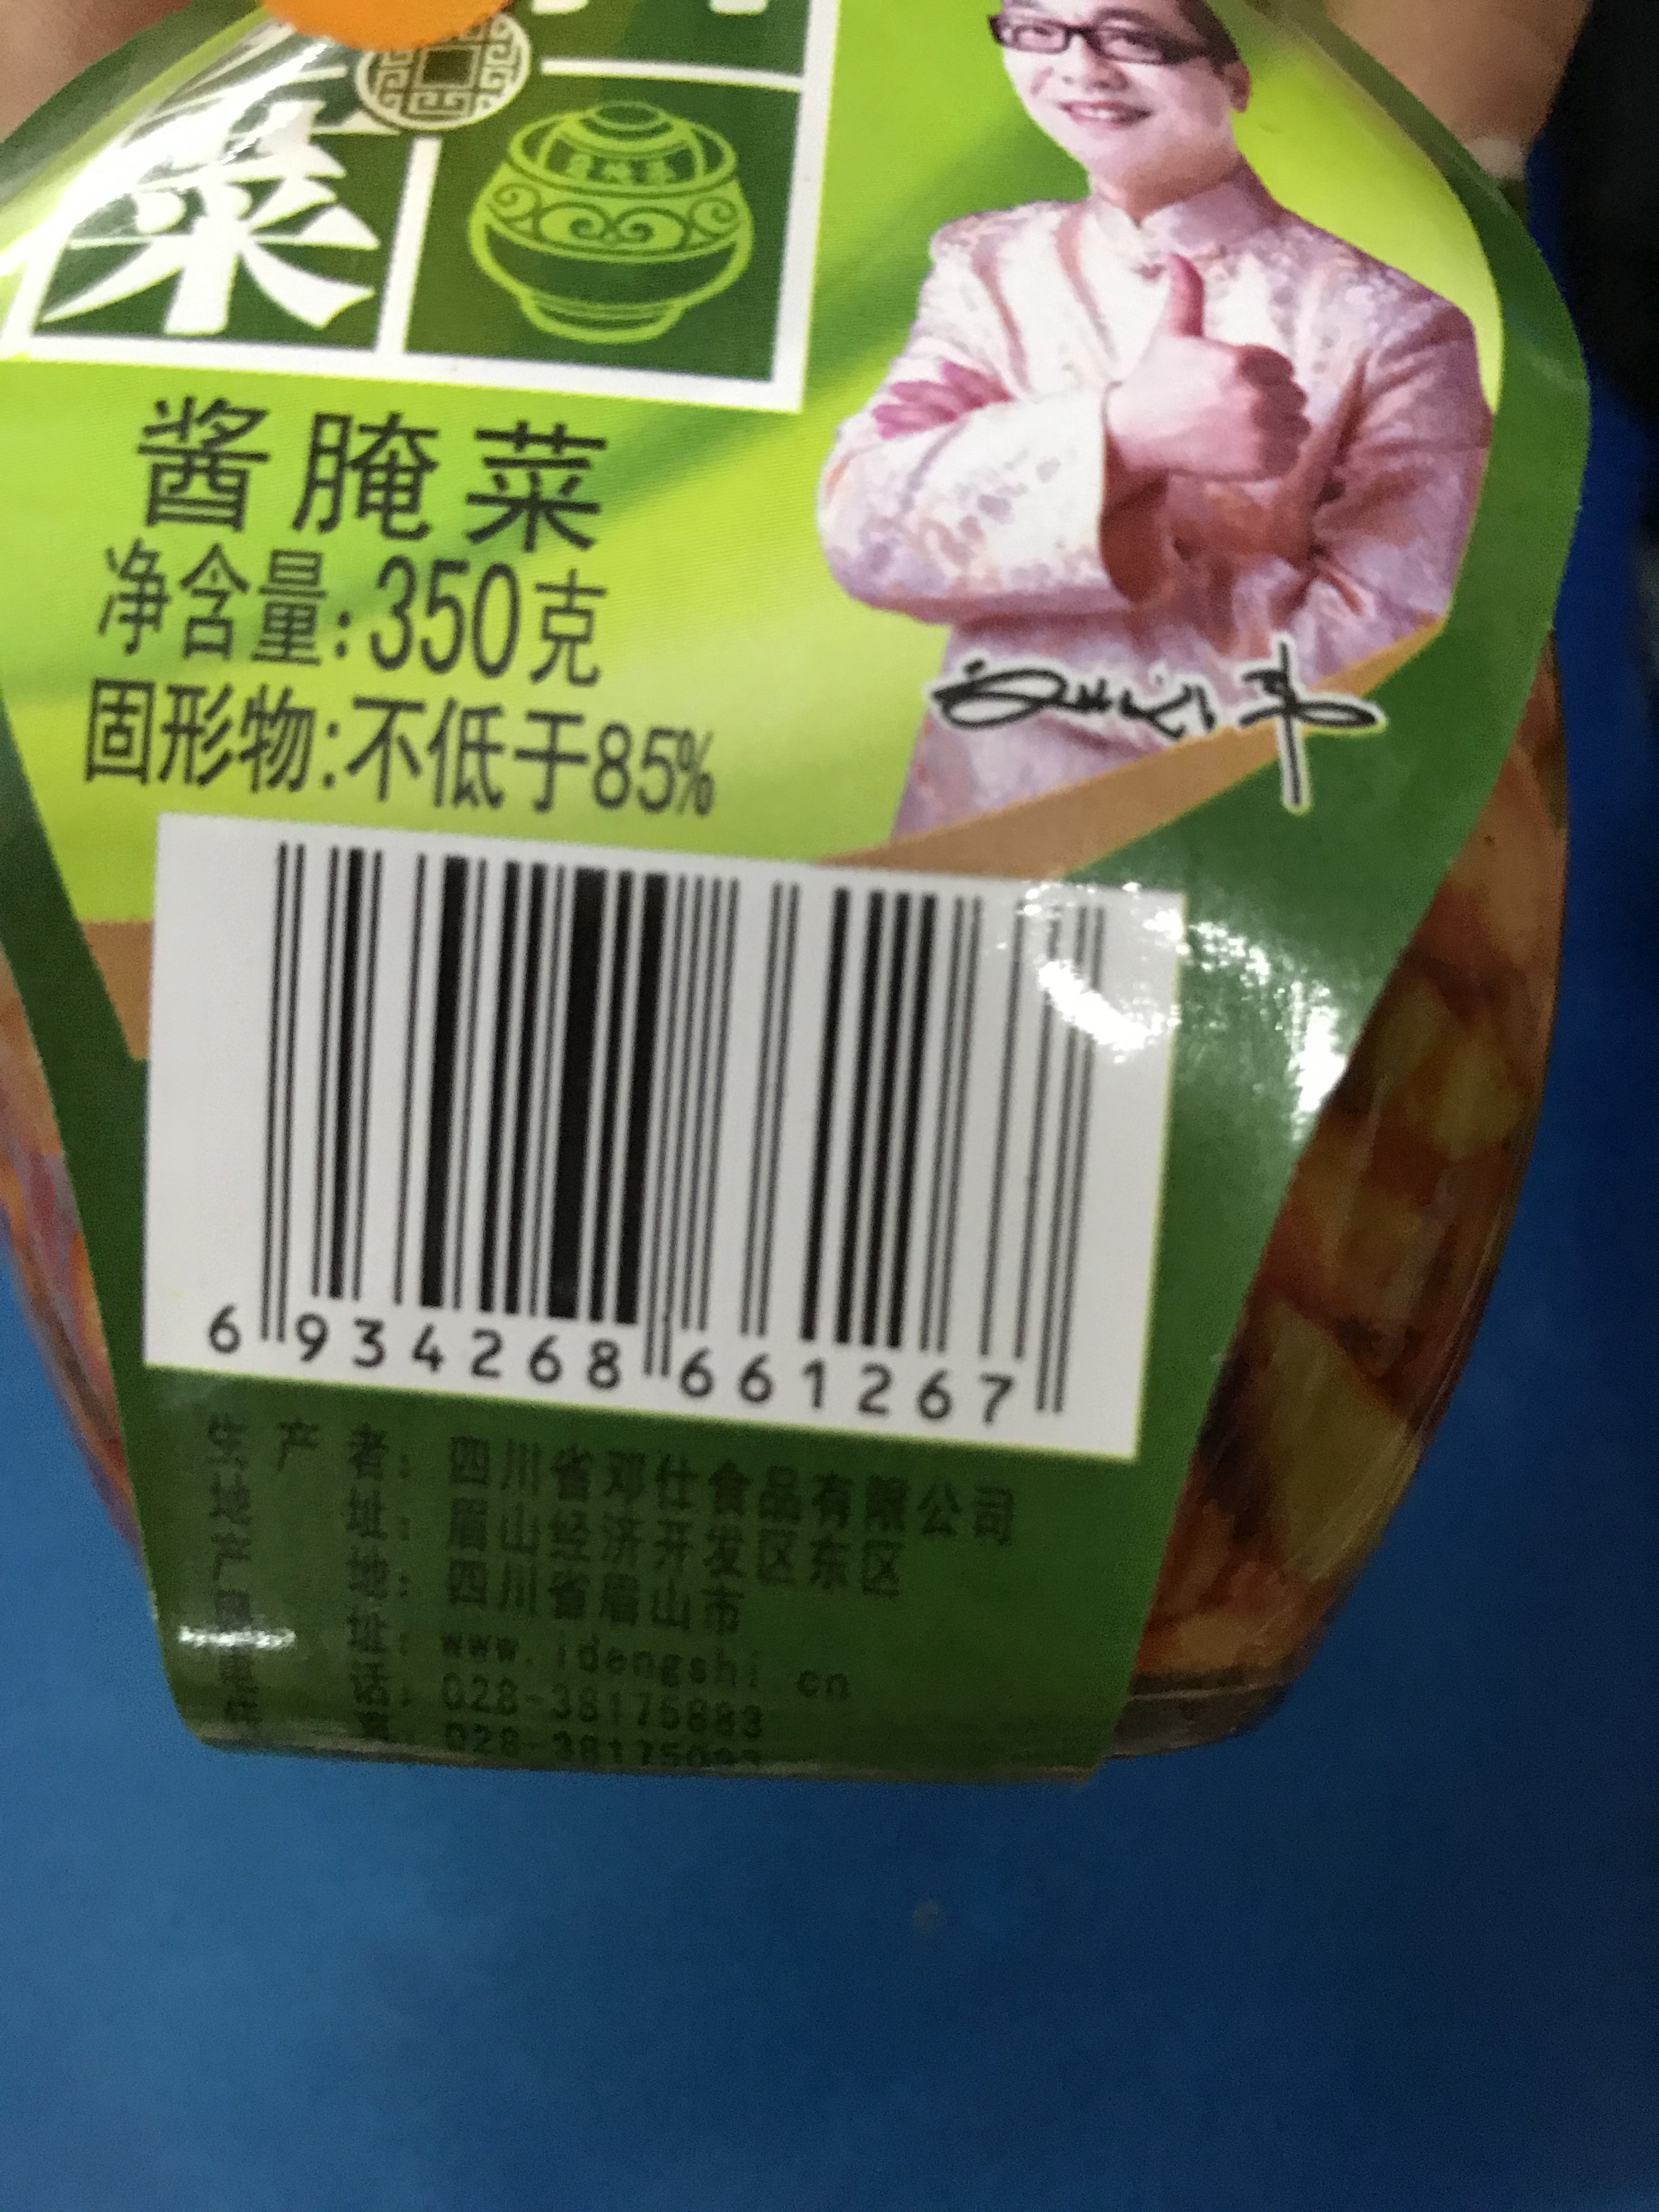 菜
酱腌菜
净含量:350克
固形物:不低于85%
6 934268 661267
生产者: 四川省邓仕食品有限公司
地址: 眉山经济开发区东区
产地: 四川省眉山市
址: www.idengshi.cn
电话: 028-38175883
028-38175093